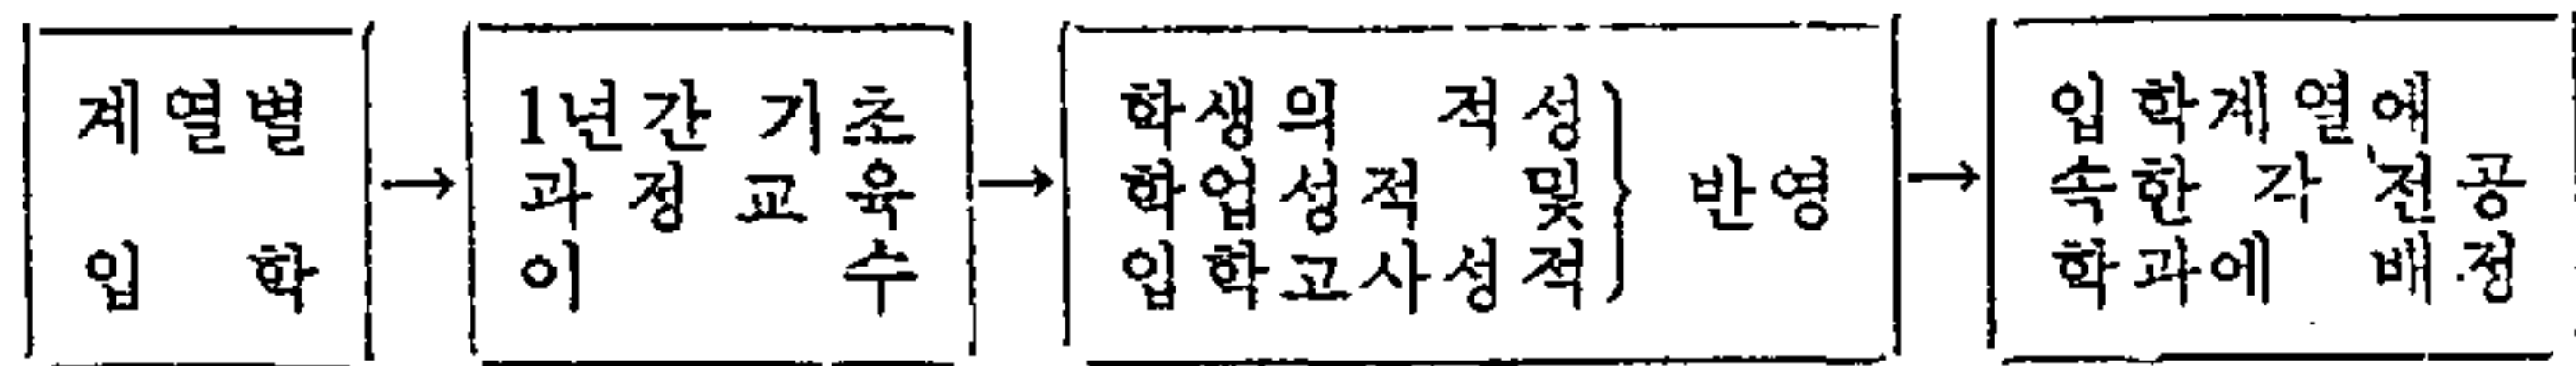 계열별
입 학
→
1년간 기초
과정교육
이 수
→
학생의 적성
학업성적 및
입학고사성적
} 반영
→
입학계열에
속한 각 전공
학과에 배정